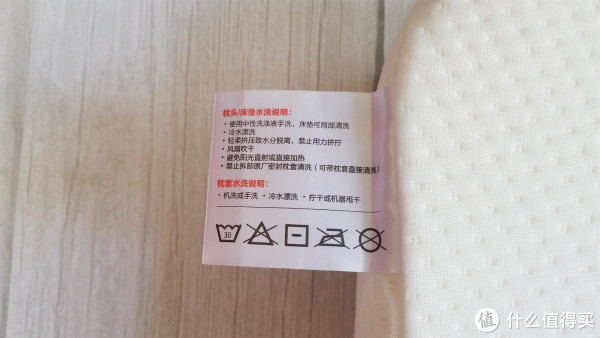 枕头/床垫水洗说明：
·使用中性洗涤液手洗，床垫可局部清洗
·冷水漂洗
·轻柔挤压致水分脱离，禁止用力挤拧
·风扇吹干
·避免阳光直射或直接加热
·禁止拆卸原厂密封枕套清洗（可带枕套直接清洗）
枕套水洗说明：
·机洗或手洗 ·冷水漂洗 ·拧干或机器甩干
30
值 什么值得买